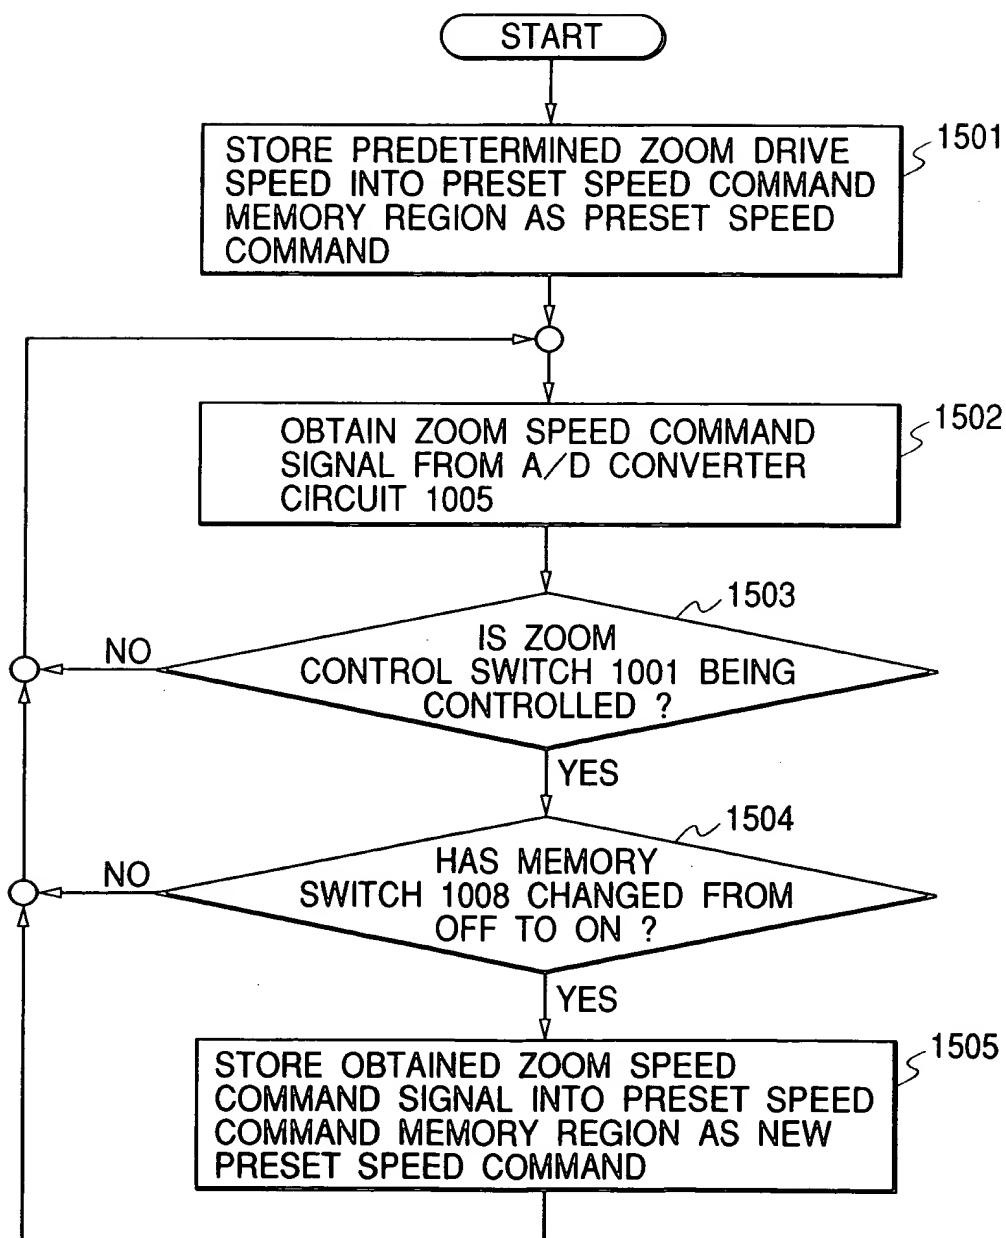 START
1501
STORE PREDETERMINED ZOOM DRIVE
SPEED INTO PRESET SPEED COMMAND
MEMORY REGION AS PRESET SPEED
COMMAND
1502
OBTAIN ZOOM SPEED COMMAND
SIGNAL FROM A/D CONVERTER
CIRCUIT 1005
1503
IS ZOOM
CONTROL SWITCH 1001 BEING
CONTROLLED ?
NO
YES
1504
HAS MEMORY
SWITCH 1008 CHANGED FROM
OFF TO ON ?
NO
YES
1505
STORE OBTAINED ZOOM SPEED
COMMAND SIGNAL INTO PRESET SPEED
COMMAND MEMORY REGION AS NEW
PRESET SPEED COMMAND